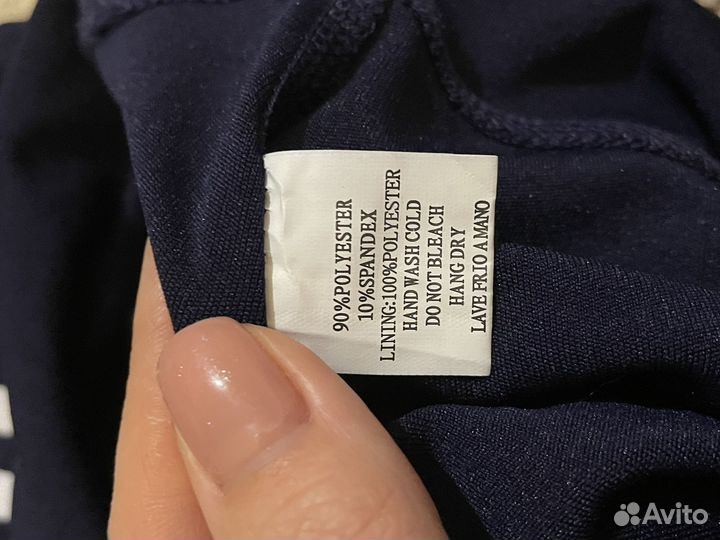 90%POLYESTER
10%SPANDEX
LINING:100%POLYESTER
HAND WASH COLD
DO NOT BLEACH
HANG DRY
LAVE FRIO A MANO
Avito